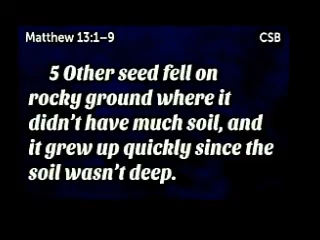 Matthew 13:1–9 CSB
5 Other seed fell on
rocky ground where it
didn’t have much soil, and
it grew up quickly since the
soil wasn’t deep.